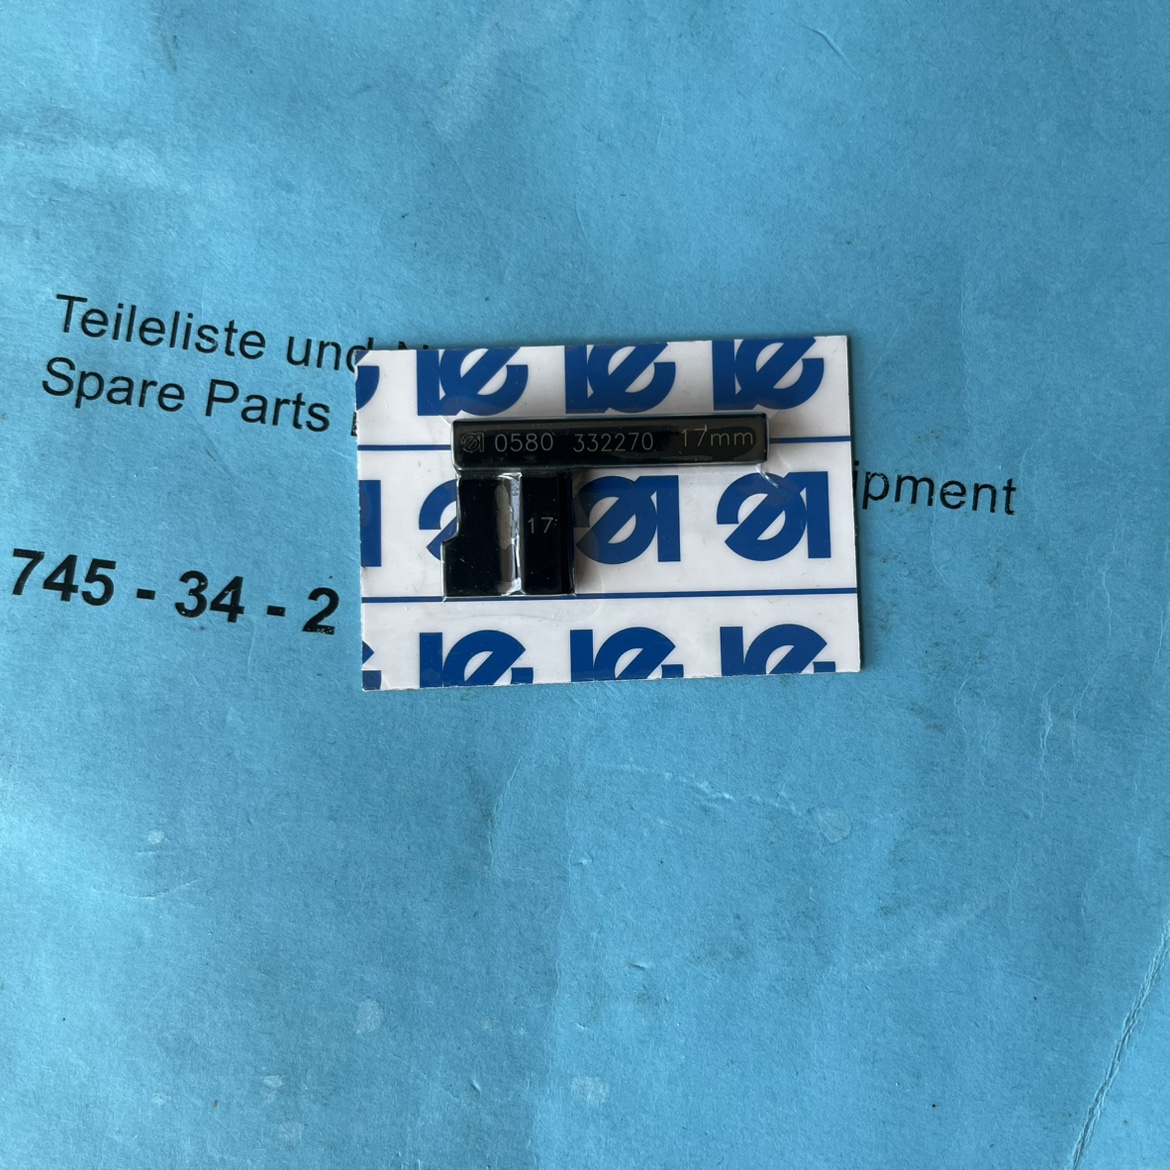 Teileliste und
Spare Parts
ipment
745 - 34 - 2
0580 332270 17mm
17